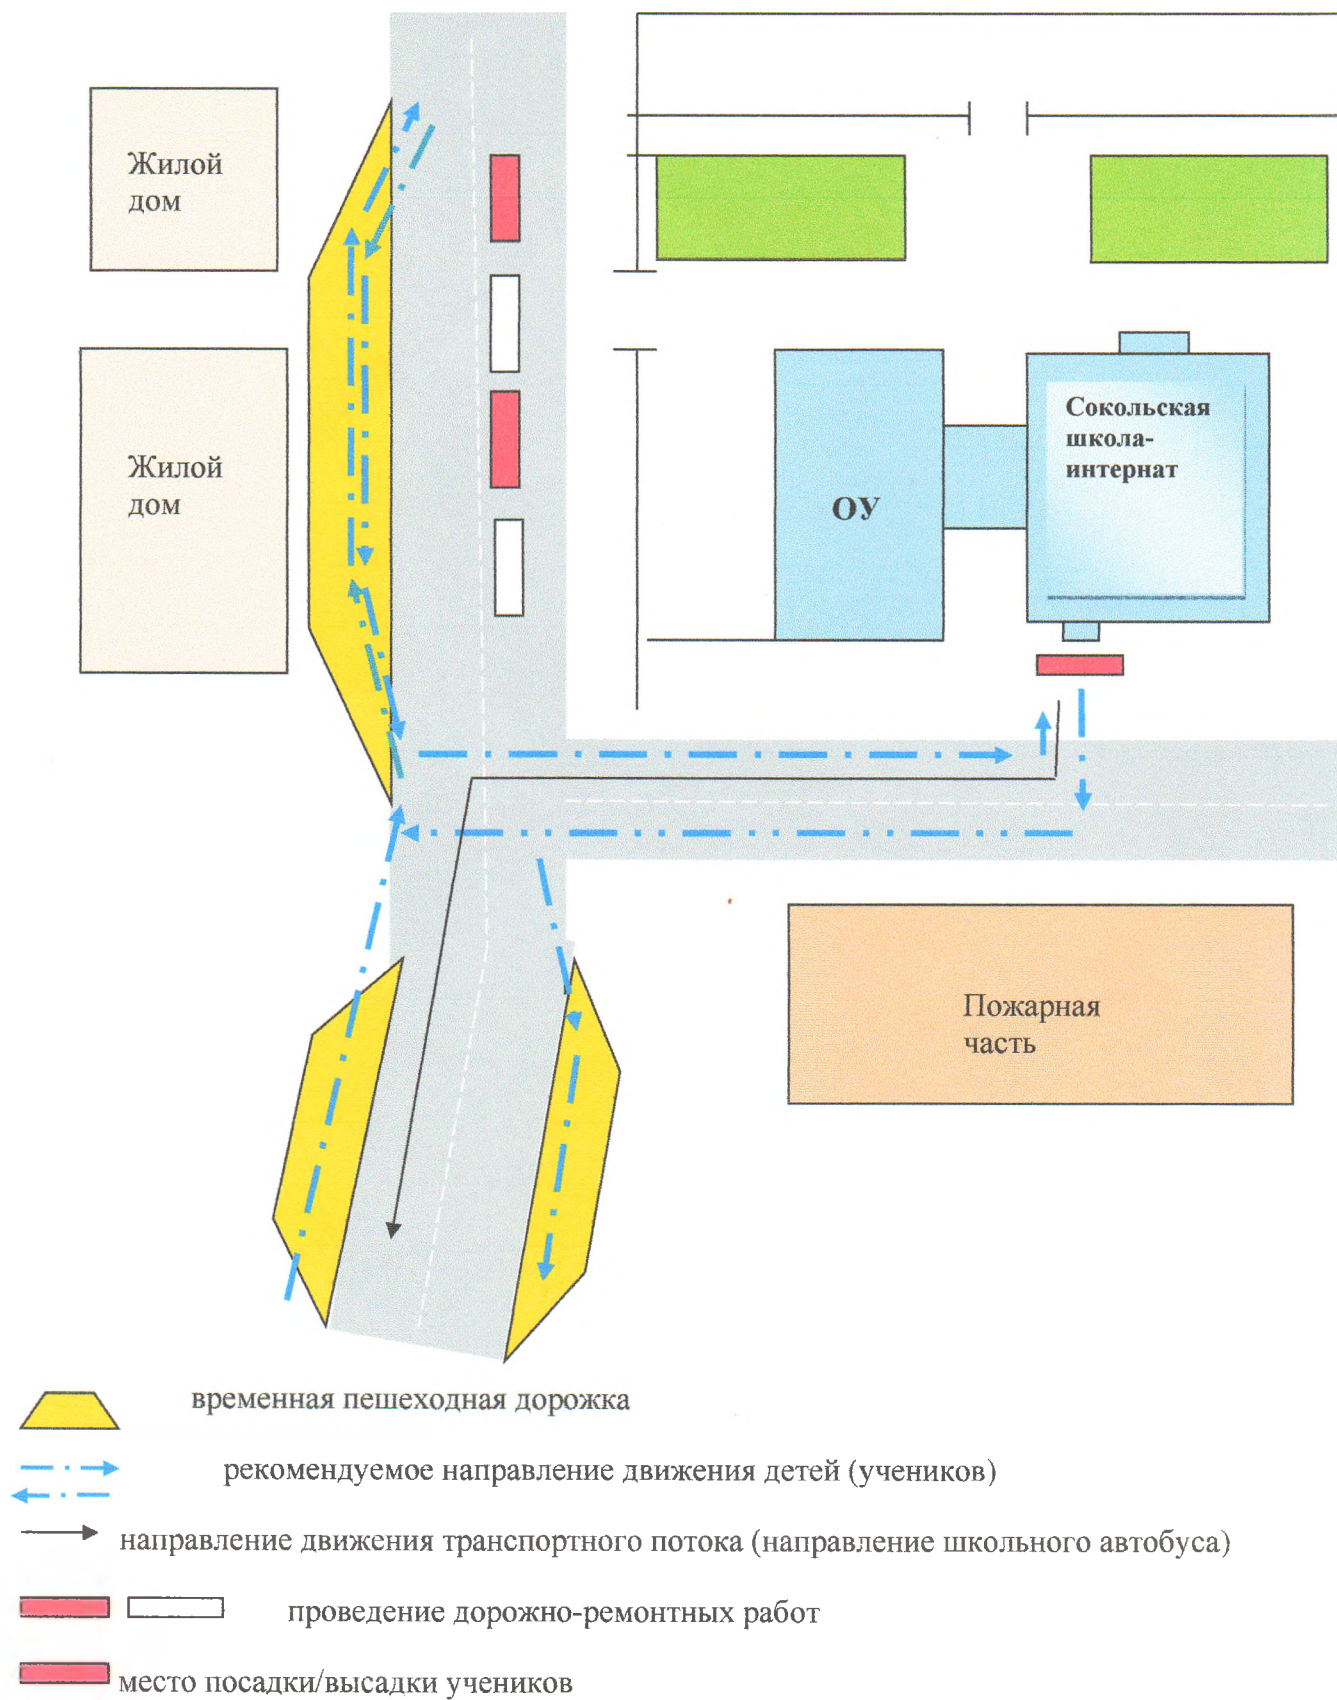 Жилой
дом
Жилой
дом
Сокольская
школа-
интернат
ОУ
Пожарная
часть
временная пешеходная дорожка
рекомендуемое направление движения детей (учеников)
направление движения транспортного потока (направление школьного автобуса)
проведение дорожно-ремонтных работ
место посадки/высадки учеников